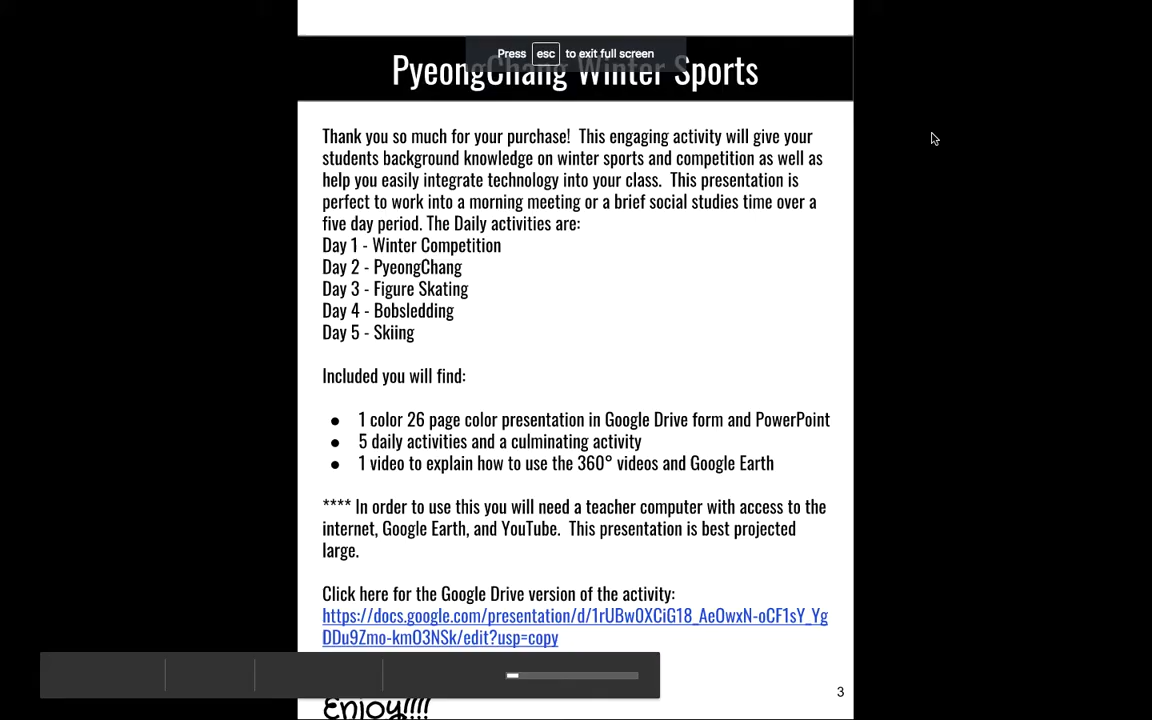 Press esc to exit full screen
PyeongChang Winter Sports
Thank you so much for your purchase! This engaging activity will give your
students background knowledge on winter sports and competition as well as
help you easily integrate technology into your class. This presentation is
perfect to work into a morning meeting or a brief social studies time over a
five day period. The Daily activities are:
Day 1 - Winter Competition
Day 2 - PyeongChang
Day 3 - Figure Skating
Day 4 - Bobsledding
Day 5 - Skiing
Included you will find:
● 1 color 26 page color presentation in Google Drive form and PowerPoint
● 5 daily activities and a culminating activity
● 1 video to explain how to use the 360° videos and Google Earth
**** In order to use this you will need a teacher computer with access to the
internet, Google Earth, and YouTube. This presentation is best projected
large.
Click here for the Google Drive version of the activity:
https://docs.google.com/presentation/d/1rUBwOXCiG18_AeOwxN-oCF1sY_Yg
DDu9Zmo-kmO3NSk/edit?usp=copy
3
Enjoy!!!!